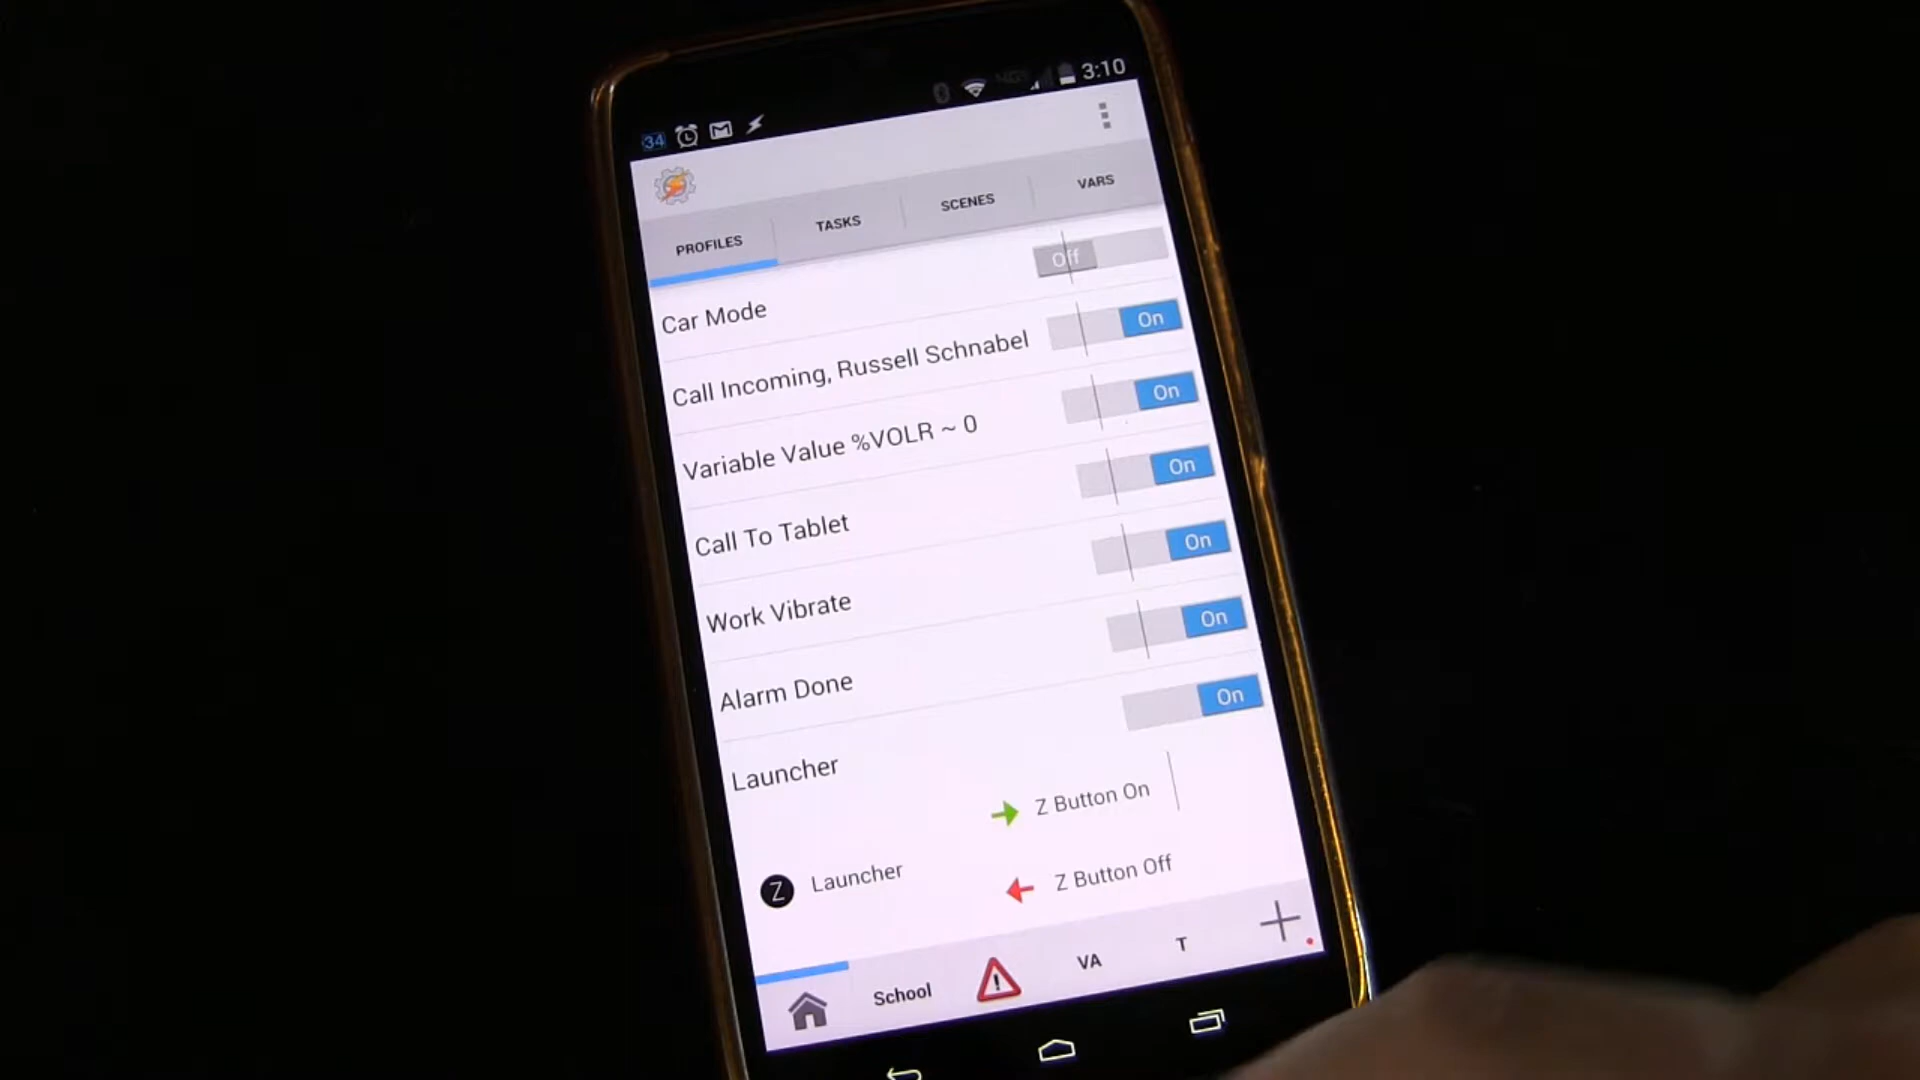 34 3:10
PROFILES TASKS SCENES VARS
Car Mode Off
Call Incoming, Russell Schnabel On
Variable Value %VOLR ~ 0 On
Call To Tablet On
Work Vibrate On
Alarm Done On
Launcher On
Z Button On
Z Launcher
Z Button Off
School VA T